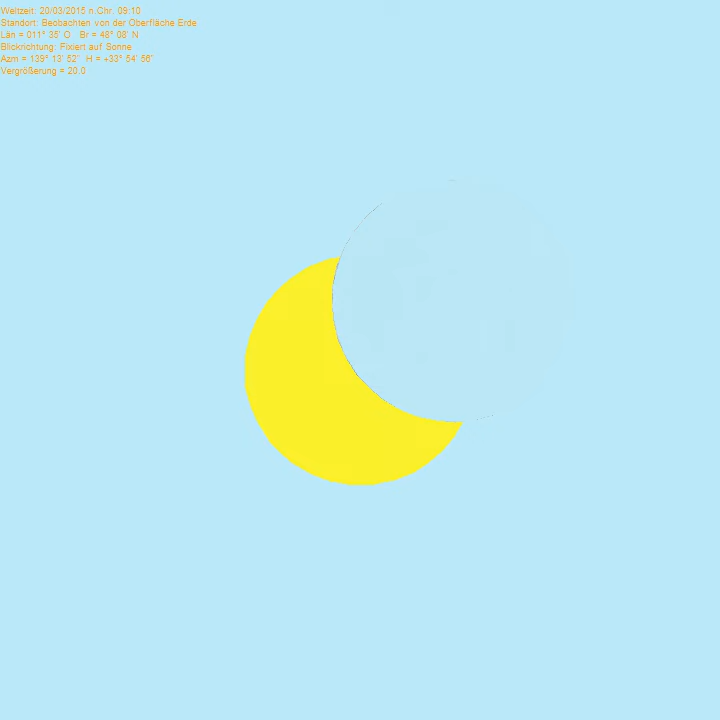 Weltzeit: 20/03/2015 n.Chr. 09:10
Standort: Beobachten von der Oberfläche Erde
Län = 011° 35' O   Br = 48° 08' N
Blickrichtung: Fixiert auf Sonne
Azm = 139° 13' 52"  H = +33° 54' 56"
Vergrößerung = 20.0